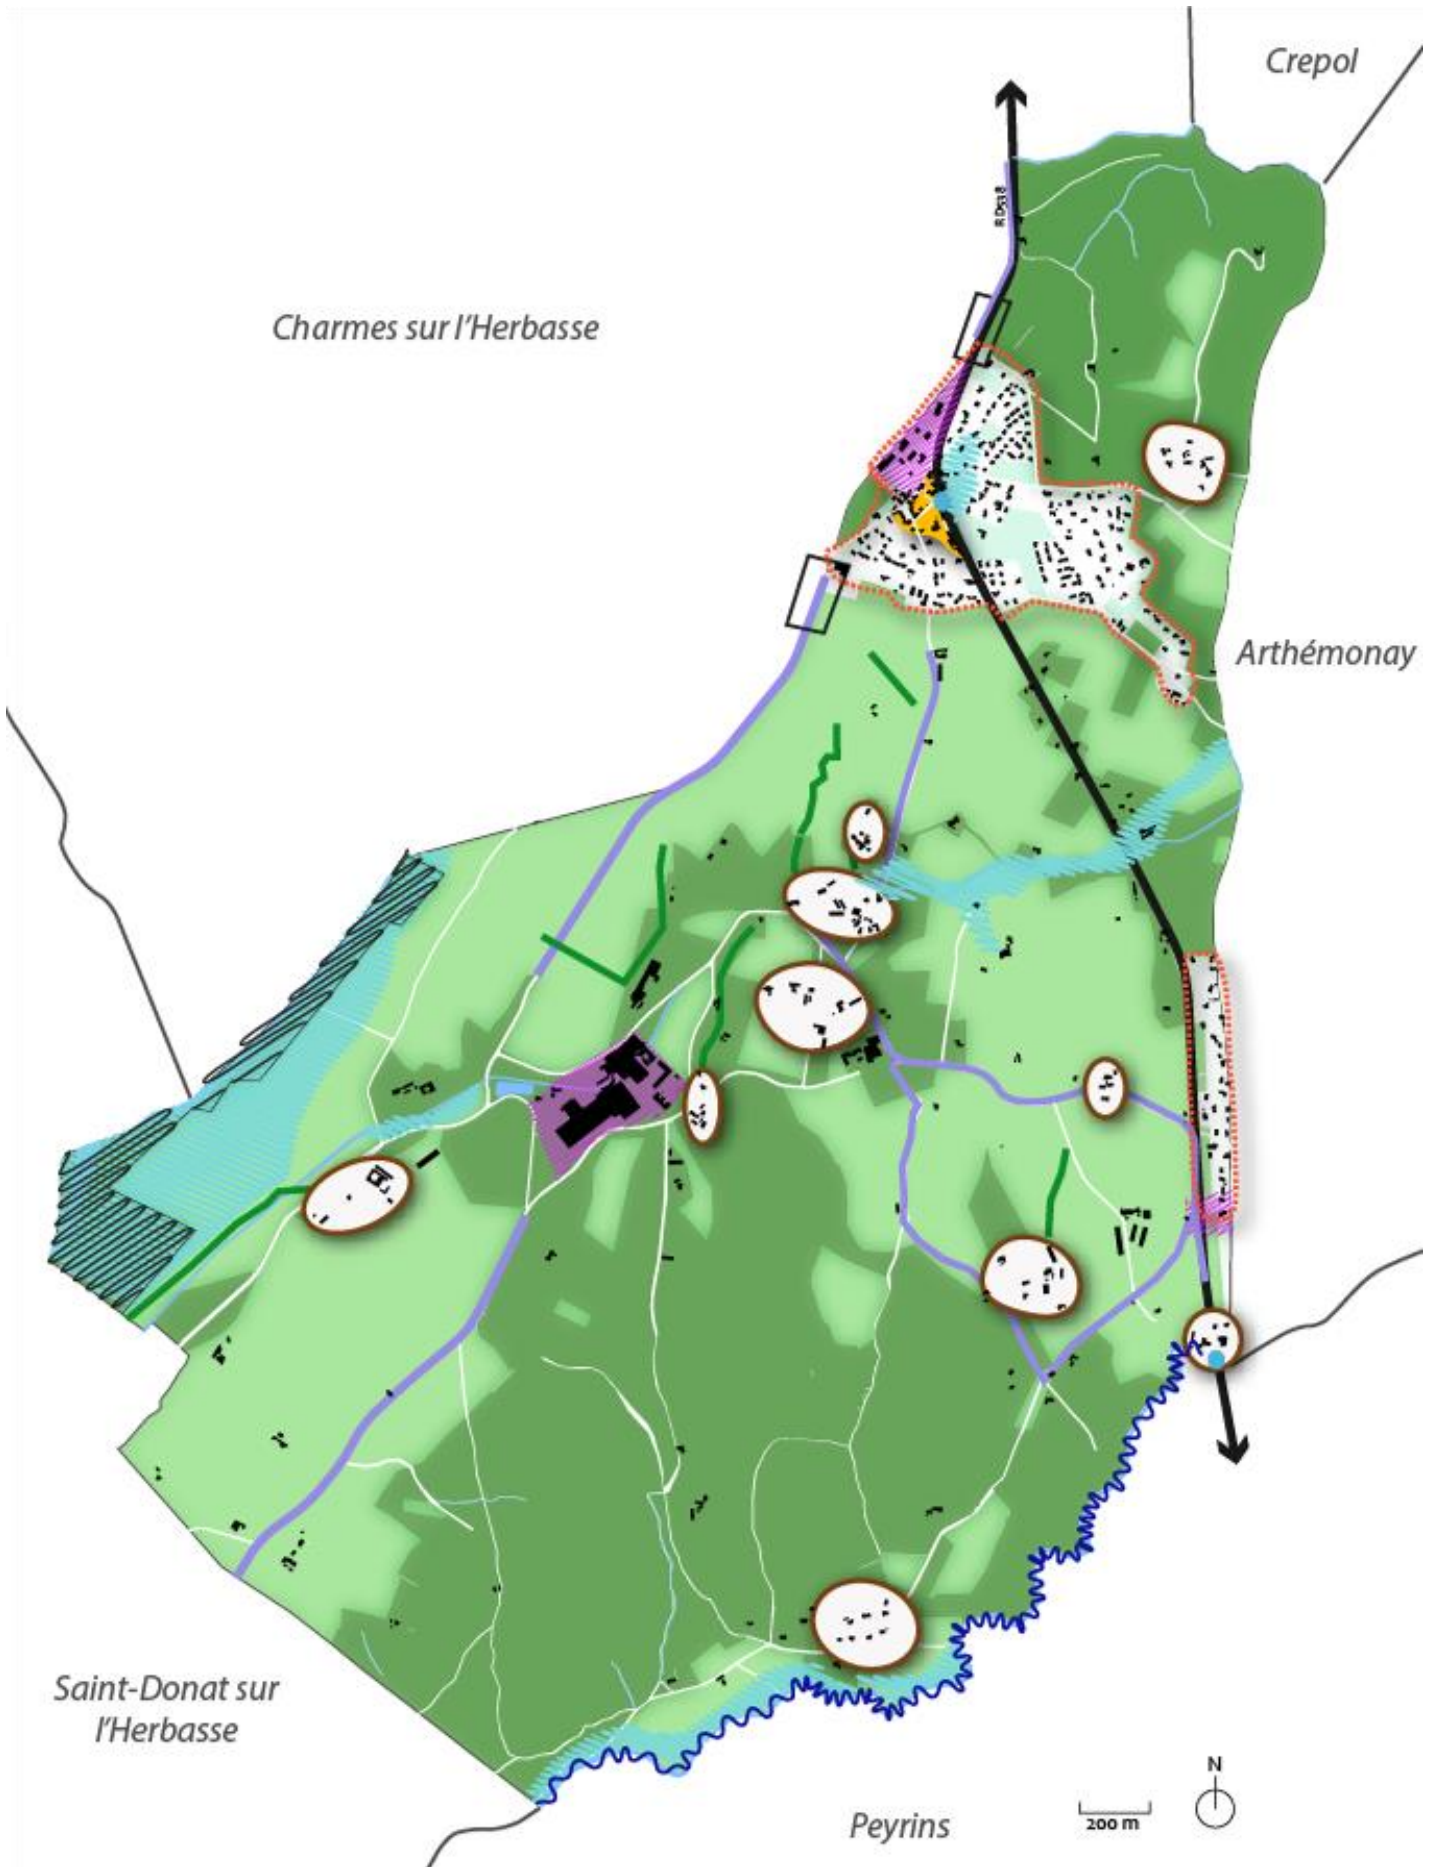 Crepol
RD538
Charmes sur l'Herbasse
Arthémonay
Saint-Donat sur
l'Herbasse
N
200 m
Peyrins